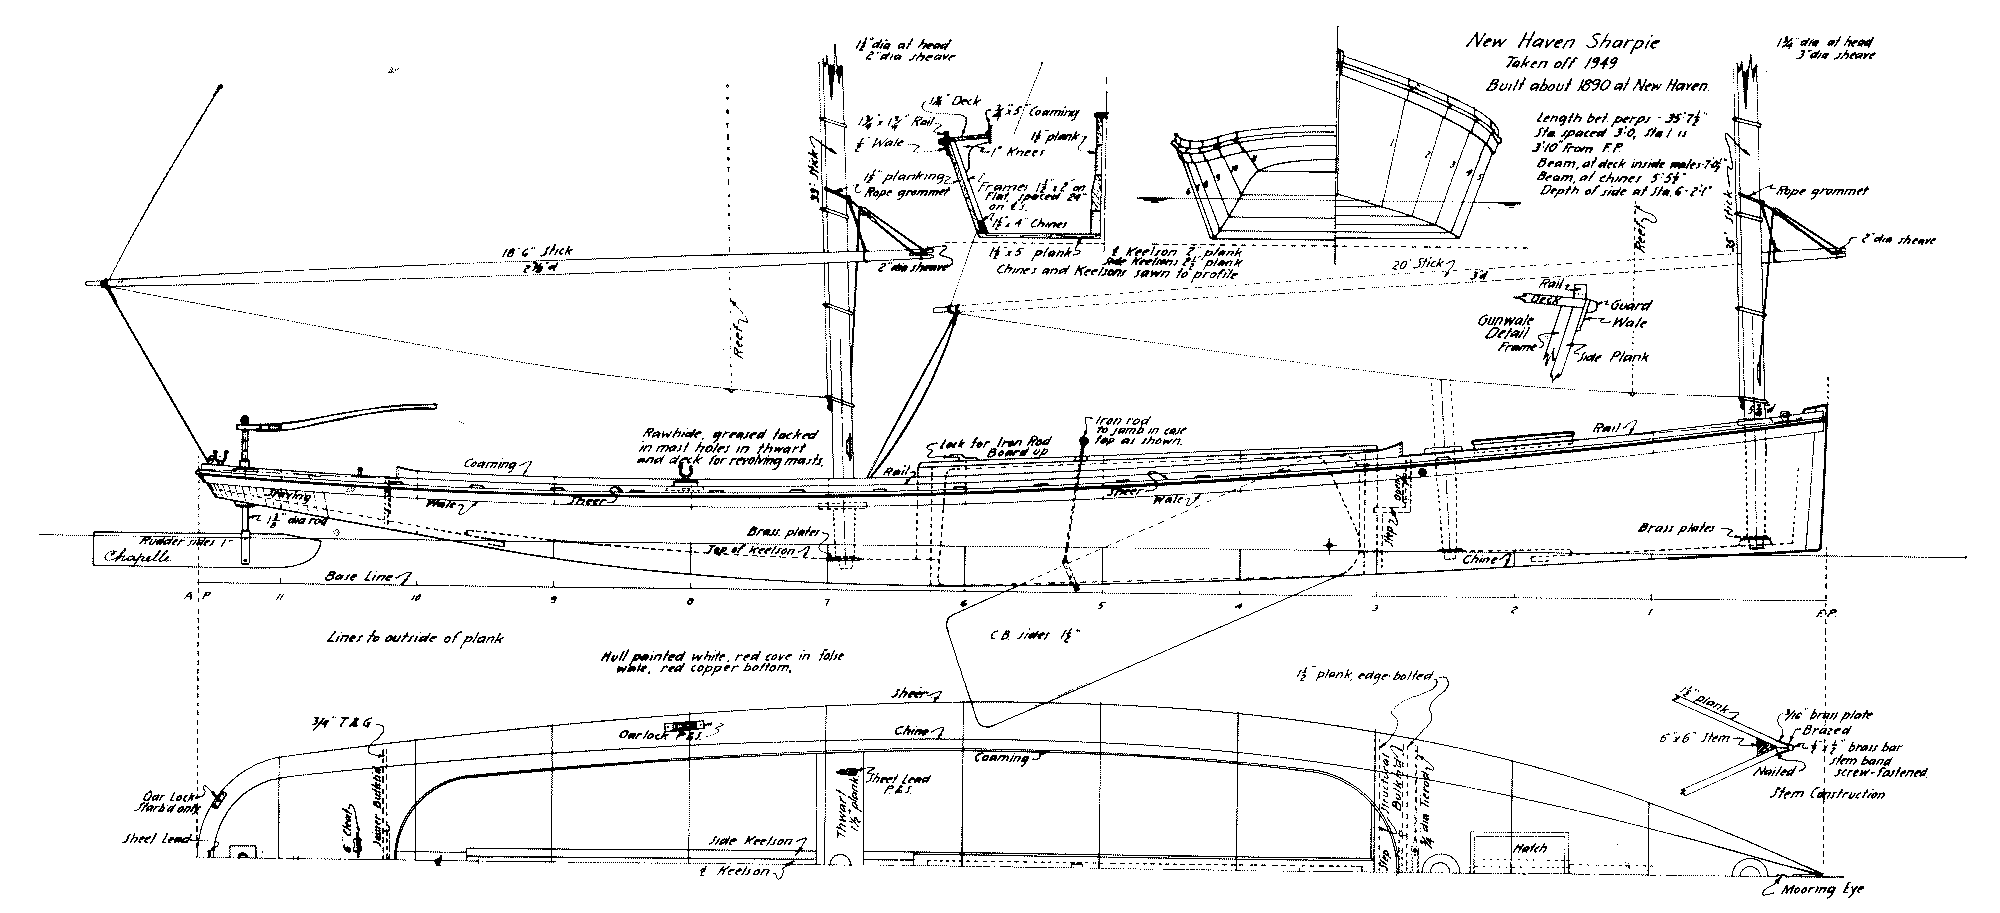 New Haven Sharpie
Taken off 1949
Built about 1890 at New Haven.
Length bet. perps - 35'7½"
Sta. spaced 3'0", Sta 1 is
3'10" from F.P.
Beam, at deck inside wales-7'0½"
Beam, at chines 5'5½"
Depth of side at Sta. 6-2'1"
1½" dia at head
2" dia sheave
1¾" dia at head
3" dia sheave
1¼" Deck
¾" x 5" Coaming
Rail
Wale
1" Knees
1½" plank
33' Stick
1½" planking
Rope grommet
Frames 1½" x 2" on
Flat, spaced 24"
on ¢'s.
1½" x 4" Chines
1½" x 5" plank
¢ Keelson 2" plank
Side Keelsons 2½" plank
Chines and Keelsons sawn to profile
18'6" Stick
2" dia sheave
Reef
Reef
Stick
Rope grommet
2" dia sheave
20' Stick
3"d
Rail
Deck
Guard
Wale
Gunwale
Detail
Frame
Side Plank
Rawhide, greased tacked
in mast holes in thwart
and deck for revolving masts.
Coaming
Rail
Lock for Iron Rod
Board up
Iron rod
to jamb in case
top as shown.
Rail
Staving
Wale
Sheer
Sheer
Wale
1⅛" dia rod
Rudder sides 1"
Chapelle
Brass plates
Top of Keelson
Step
Brass plates
Chine
Base Line
A.P.
11
10
9
8
7
6
5
4
3
2
1
F.P.
Lines to outside of plank
Hull painted white, red cove in false
wale, red copper bottom.
C.B. sides 1½"
1½" plank, edge-bolted
Sheer
3/4" T & G
Oar lock P.&S.
Chine
Coaming
Oar Lock
Starb'd only
Sheet Lead
6" Cleat
Sheet Lead
P.&S.
Thwart
1½" plank
Side Keelson
¢ Keelson
Step
Structural
Bulkh'd
¾" dia Tierod
Hatch
Mooring Eye
1½" plank
3/16" brass plate
Brazed
6"x6" Stem
brass bar
stem band
screw-fastened
Nailed
Stem Construction